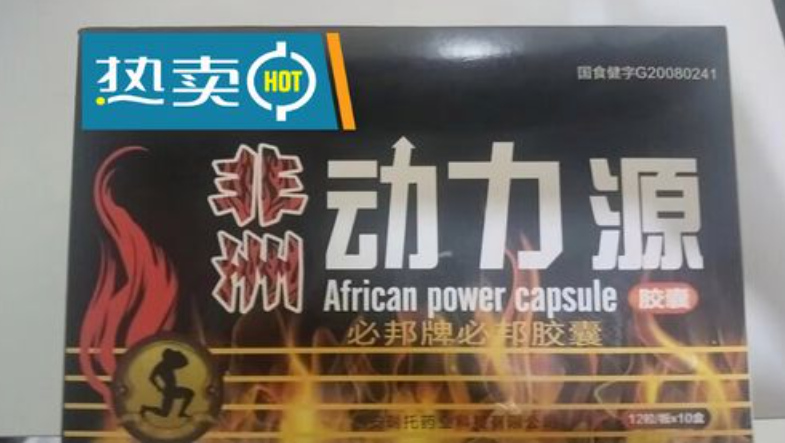 热卖 HOT
国食健字G20080241
非洲
动力源
African power capsule 胶囊
必邦牌必邦胶囊
12粒/板x10盒